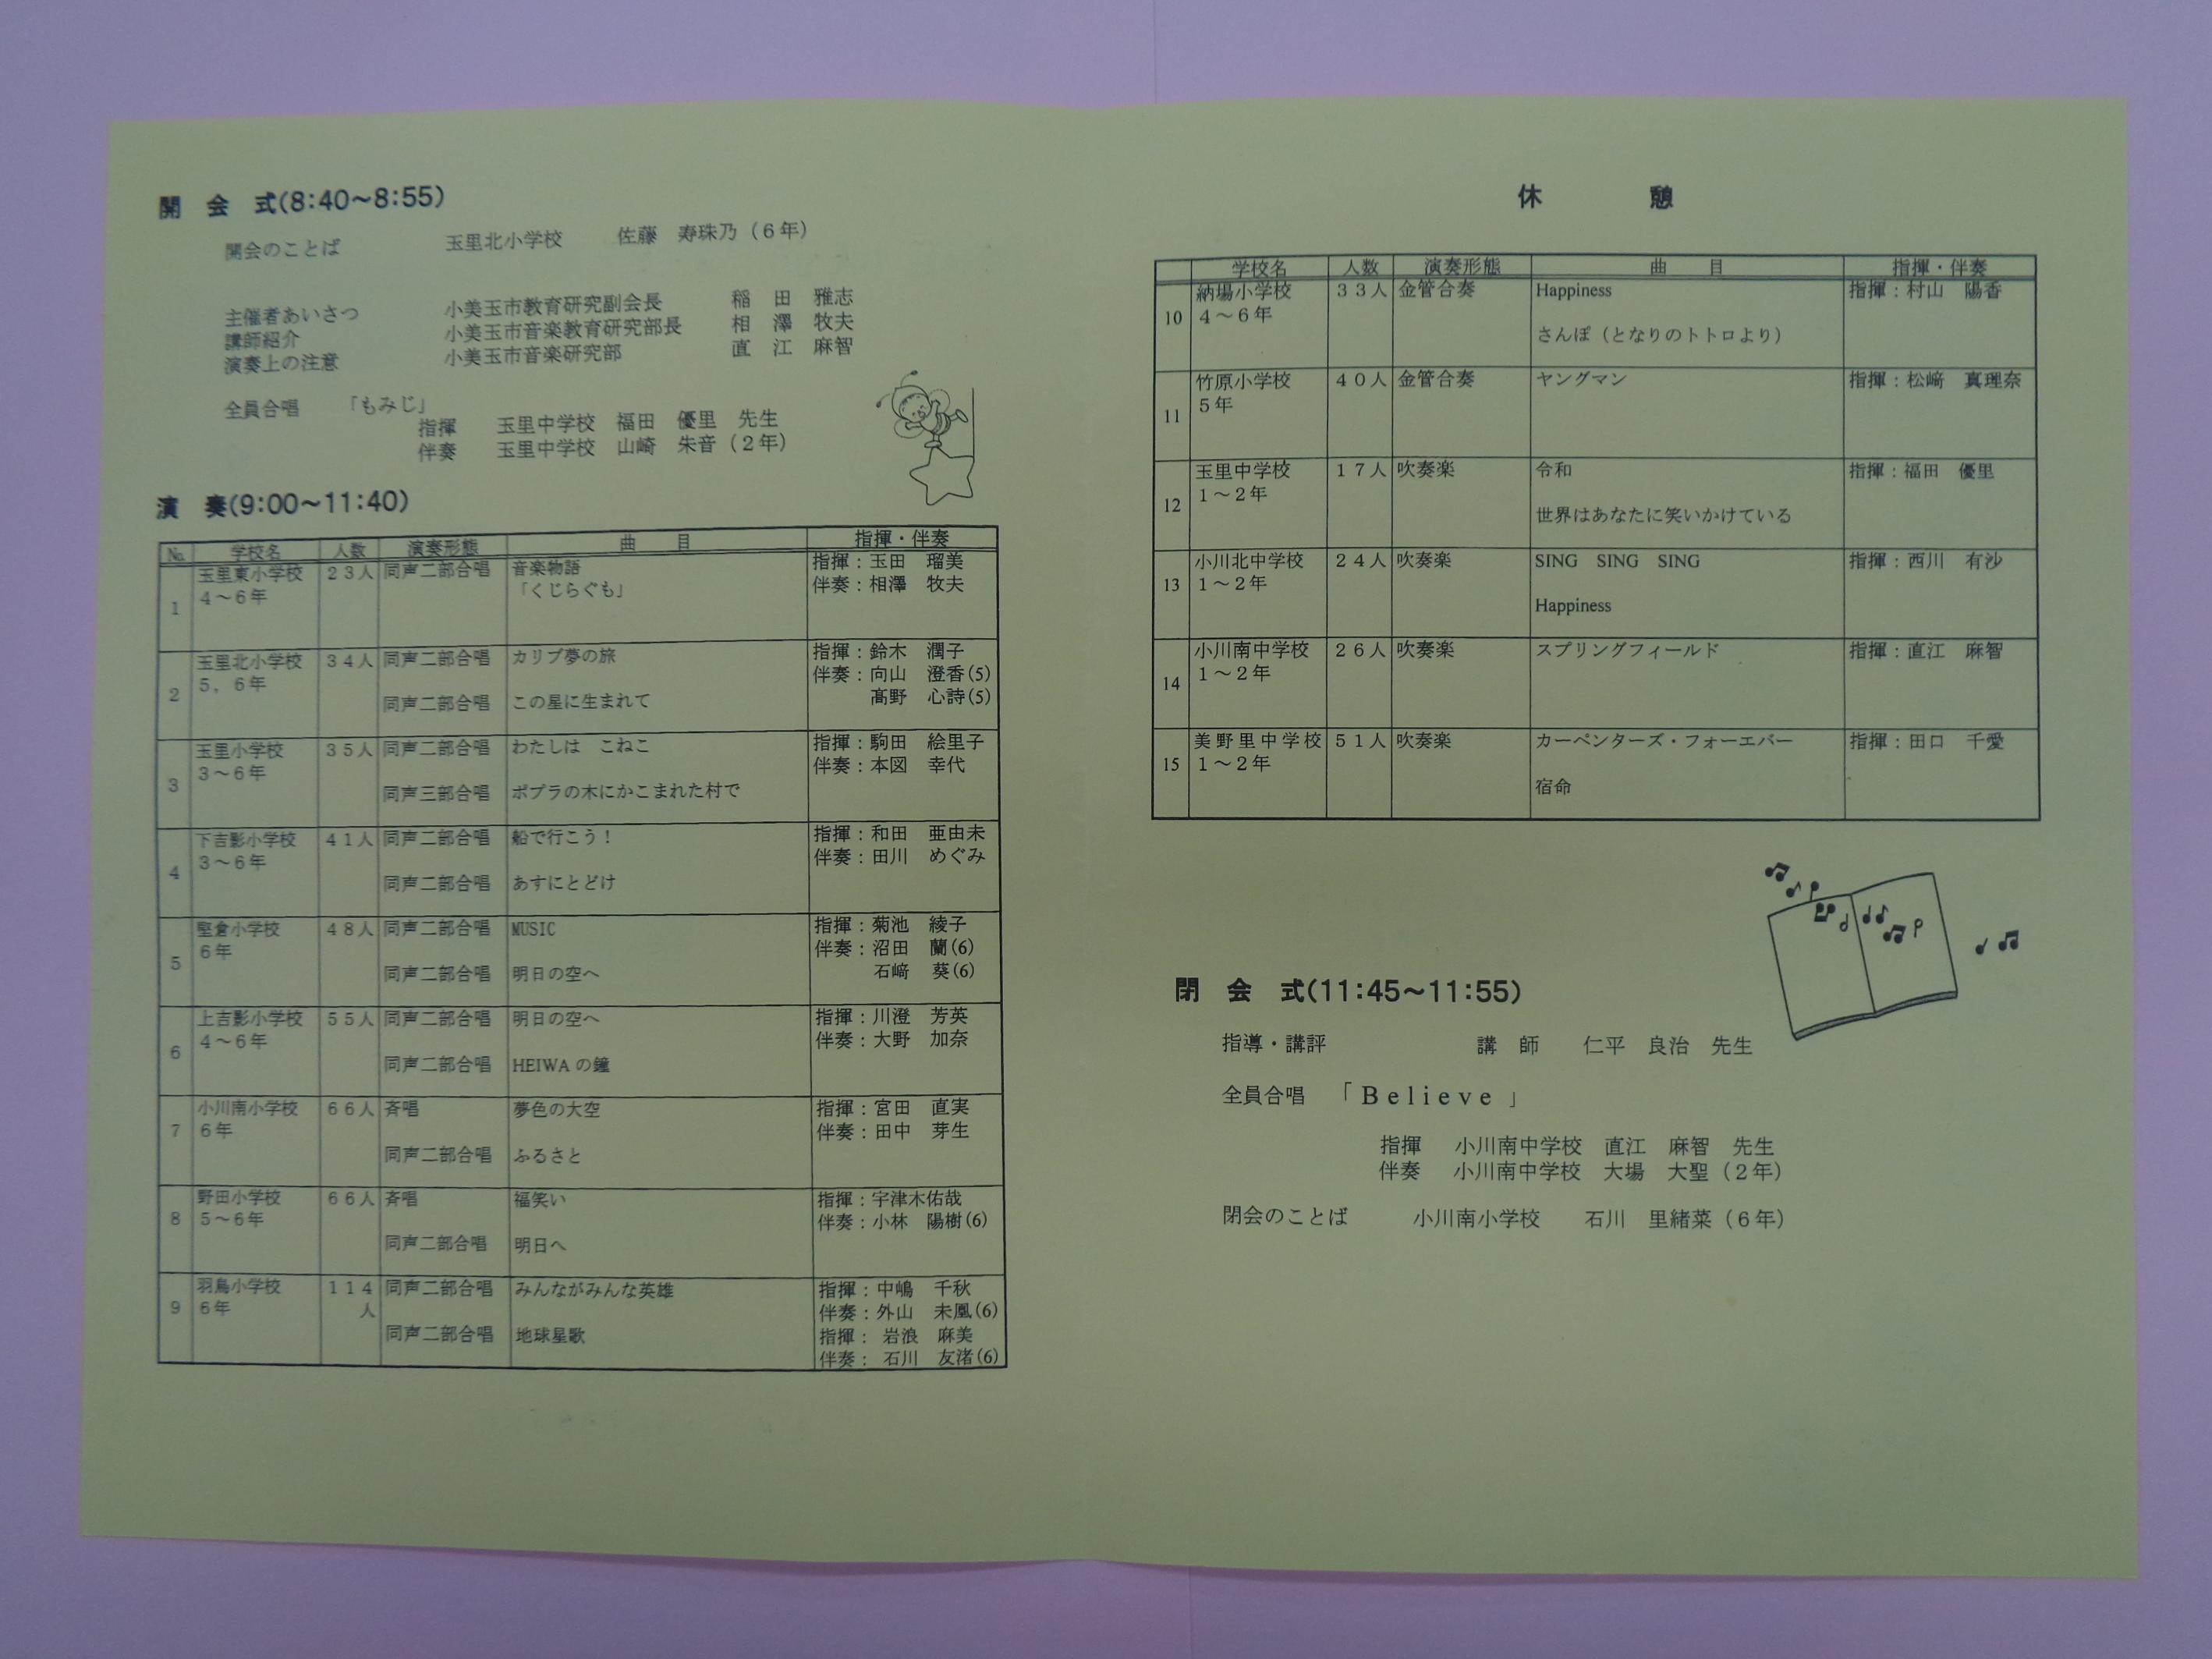 開　会　式(8:40～8:55)
開会のことば　玉里北小学校　佐藤　寿珠乃（６年）
主催者あいさつ　小美玉市教育研究副会長　稲　田　雅志
講師紹介　小美玉市音楽教育研究部長　相　澤　牧夫
演奏上の注意　小美玉市音楽研究部　直　江　麻智
全員合唱　「もみじ」
指揮　玉里中学校　福田　優里　先生
伴奏　玉里中学校　山崎　朱音（２年）
演　奏(9:00～11:40)
№　学校名　人数　演奏形態　曲　目　指揮・伴奏
1　玉里東小学校　２３人　同声二部合唱　音楽物語　指揮：玉田　瑠美
４～６年　「くじらぐも」　伴奏：相澤　牧夫
2　玉里北小学校　３４人　同声二部合唱　カリブ夢の旅　指揮：鈴木　潤子
５，６年　伴奏：向山　澄香(5)
同声二部合唱　この星に生まれて　髙野　心詩(5)
3　玉里小学校　３５人　同声二部合唱　わたしは　こねこ　指揮：駒田　絵里子
３～６年　伴奏：本図　幸代
同声三部合唱　ポプラの木にかこまれた村で
4　下吉影小学校　４１人　同声二部合唱　船で行こう！　指揮：和田　亜由未
３～６年　伴奏：田川　めぐみ
同声二部合唱　あすにとどけ
5　堅倉小学校　４８人　同声二部合唱　MUSIC　指揮：菊池　綾子
６年　伴奏：沼田　蘭(6)
同声二部合唱　明日の空へ　石﨑　葵(6)
6　上吉影小学校　５５人　同声二部合唱　明日の空へ　指揮：川澄　芳英
４～６年　伴奏：大野　加奈
同声二部合唱　HEIWA の鐘
7　小川南小学校　６６人　斉唱　夢色の大空　指揮：宮田　直実
６年　伴奏：田中　芽生
同声二部合唱　ふるさと
8　野田小学校　６６人　斉唱　福笑い　指揮：宇津木佑哉
５～６年　伴奏：小林　陽樹(6)
同声二部合唱　明日へ
9　羽鳥小学校　１１４人　同声二部合唱　みんながみんな英雄　指揮：中嶋　千秋
６年　伴奏：外山　未凰(6)
同声二部合唱　地球星歌　指揮：岩浪　麻美
伴奏：石川　友渚(6)
休　憩
学校名　人数　演奏形態　曲　目　指揮・伴奏
10　納場小学校　３３人　金管合奏　Happiness　指揮：村山　陽香
４～６年
さんぽ（となりのトトロより）
11　竹原小学校　４０人　金管合奏　ヤングマン　指揮：松﨑　真理奈
５年
12　玉里中学校　１７人　吹奏楽　令和　指揮：福田　優里
１～２年
世界はあなたに笑いかけている
13　小川北中学校　２４人　吹奏楽　SING　SING　SING　指揮：西川　有沙
１～２年
Happiness
14　小川南中学校　２６人　吹奏楽　スプリングフィールド　指揮：直江　麻智
１～２年
15　美野里中学校　５１人　吹奏楽　カーペンターズ・フォーエバー　指揮：田口　千愛
１～２年
宿命
閉　会　式(11:45～11:55)
指導・講評　講　師　仁平　良治　先生
全員合唱　「Believe」
指揮　小川南中学校　直江　麻智　先生
伴奏　小川南中学校　大場　大聖（２年）
閉会のことば　小川南小学校　石川　里緒菜（６年）